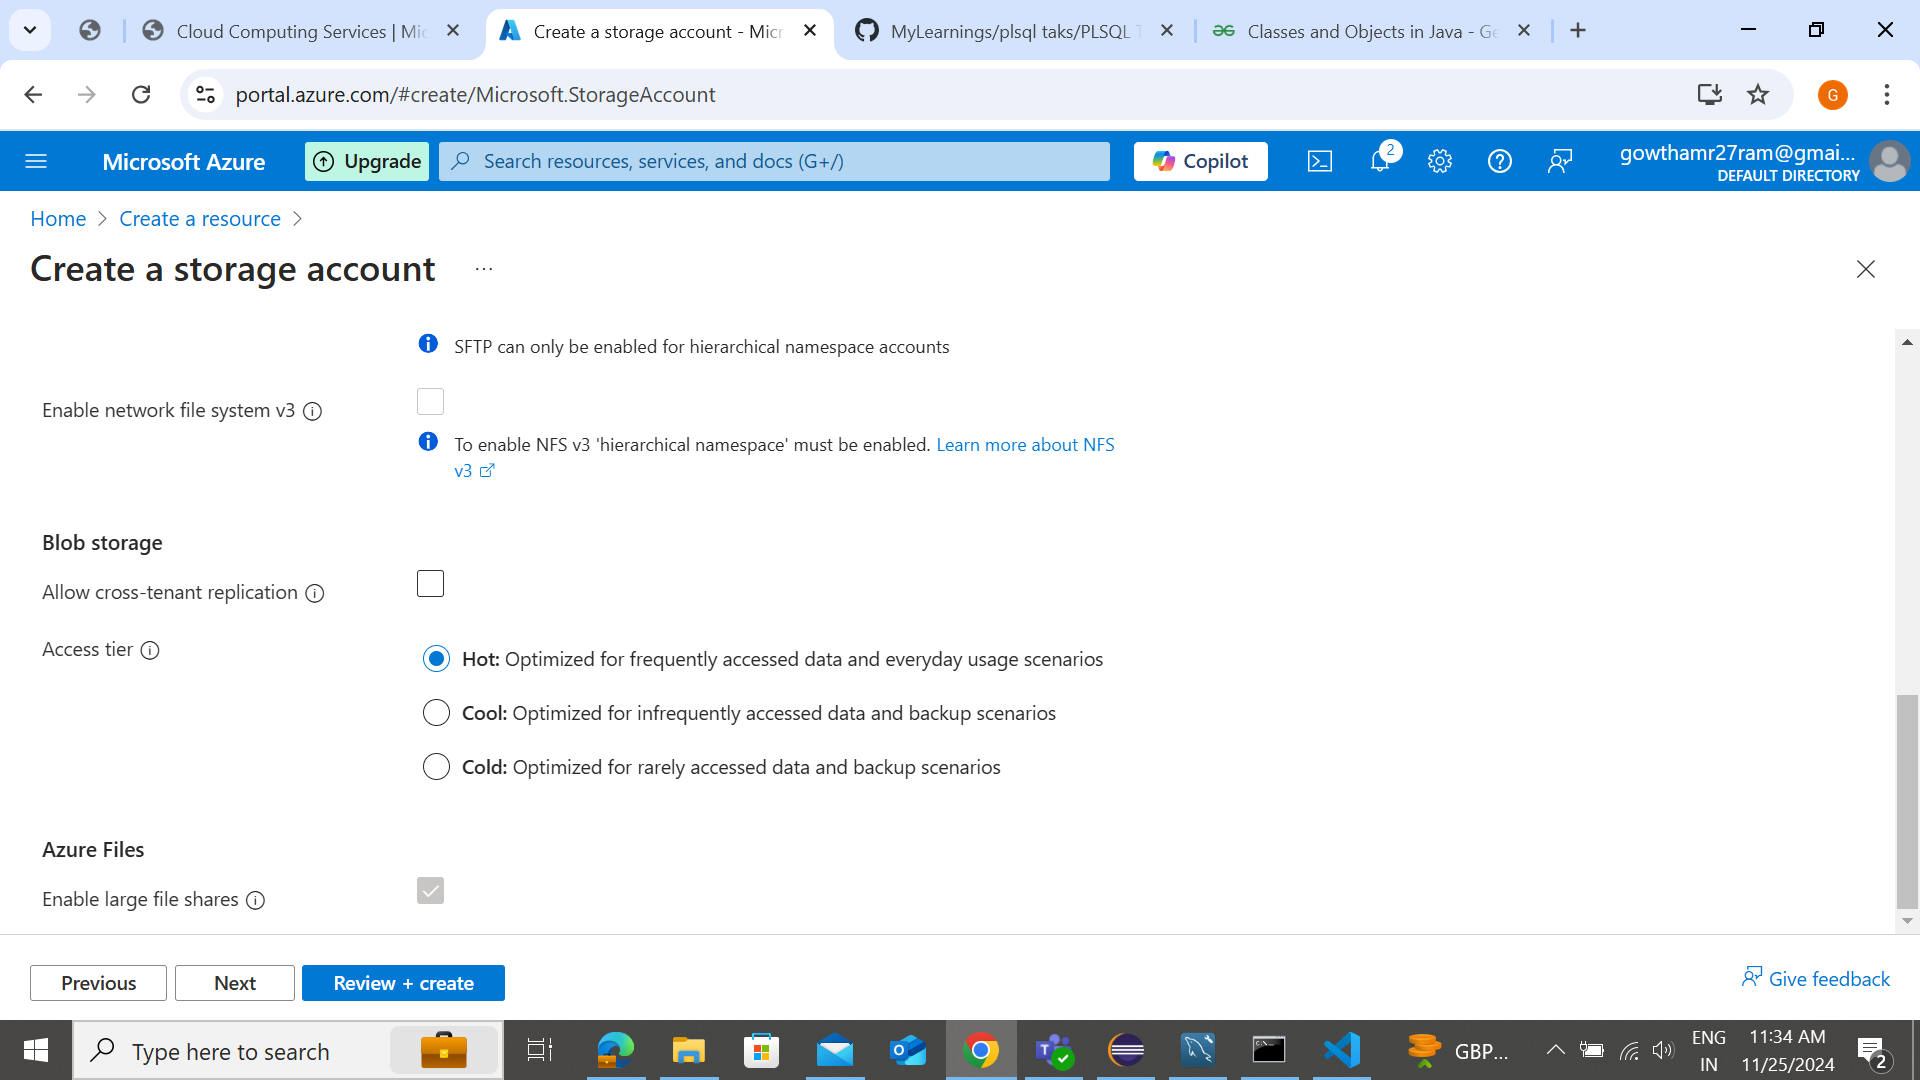 Cloud Computing Services | Mic
Create a storage account - Micr
MyLearnings/plsql taks/PLSQL T
Classes and Objects in Java - Ge
portal.azure.com/#create/Microsoft.StorageAccount
G
Microsoft Azure
Upgrade
Search resources, services, and docs (G+/)
Copilot
2
gowthamr27ram@gmai...
DEFAULT DIRECTORY
Home
Create a resource
Create a storage account
...
SFTP can only be enabled for hierarchical namespace accounts
Enable network file system v3
To enable NFS v3 'hierarchical namespace' must be enabled. Learn more about NFS
v3
Blob storage
Allow cross-tenant replication
Access tier
Hot: Optimized for frequently accessed data and everyday usage scenarios
Cool: Optimized for infrequently accessed data and backup scenarios
Cold: Optimized for rarely accessed data and backup scenarios
Azure Files
Enable large file shares
Previous
Next
Review + create
Give feedback
Type here to search
GBP...
ENG
IN
11:34 AM
11/25/2024
2